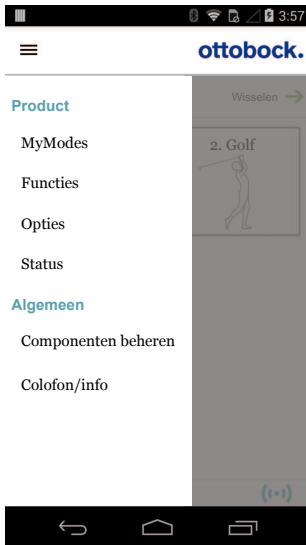 3:57
ottobock.
Product
Wisselen
MyModes
2. Golf
Functies
Opties
Status
Algemeen
Componenten beheren
Colofon/info